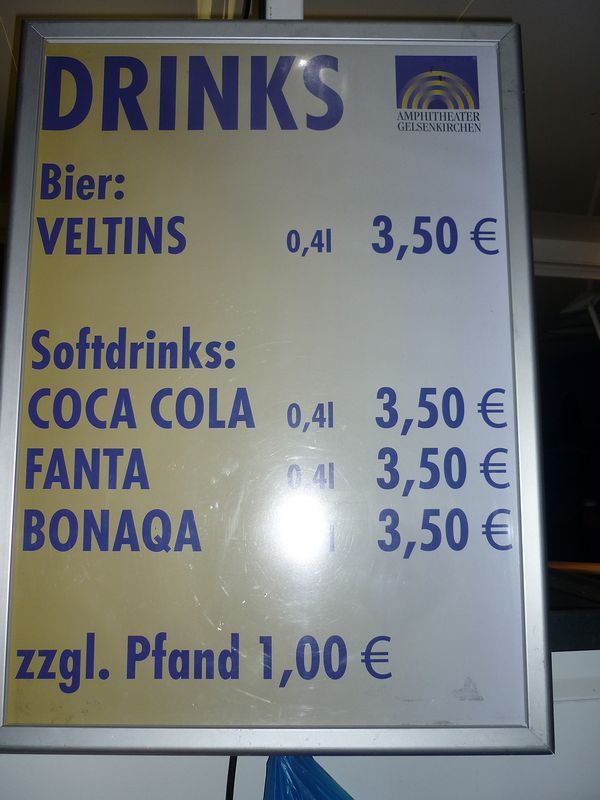 DRINKS
AMPHITHEATER
GELSENKIRCHEN
Bier:
VELTINS 0,4l 3,50 €
Softdrinks:
COCA COLA 0,4l 3,50 €
FANTA 0,4l 3,50 €
BONAQA 3,50 €
zzgl. Pfand 1,00 €